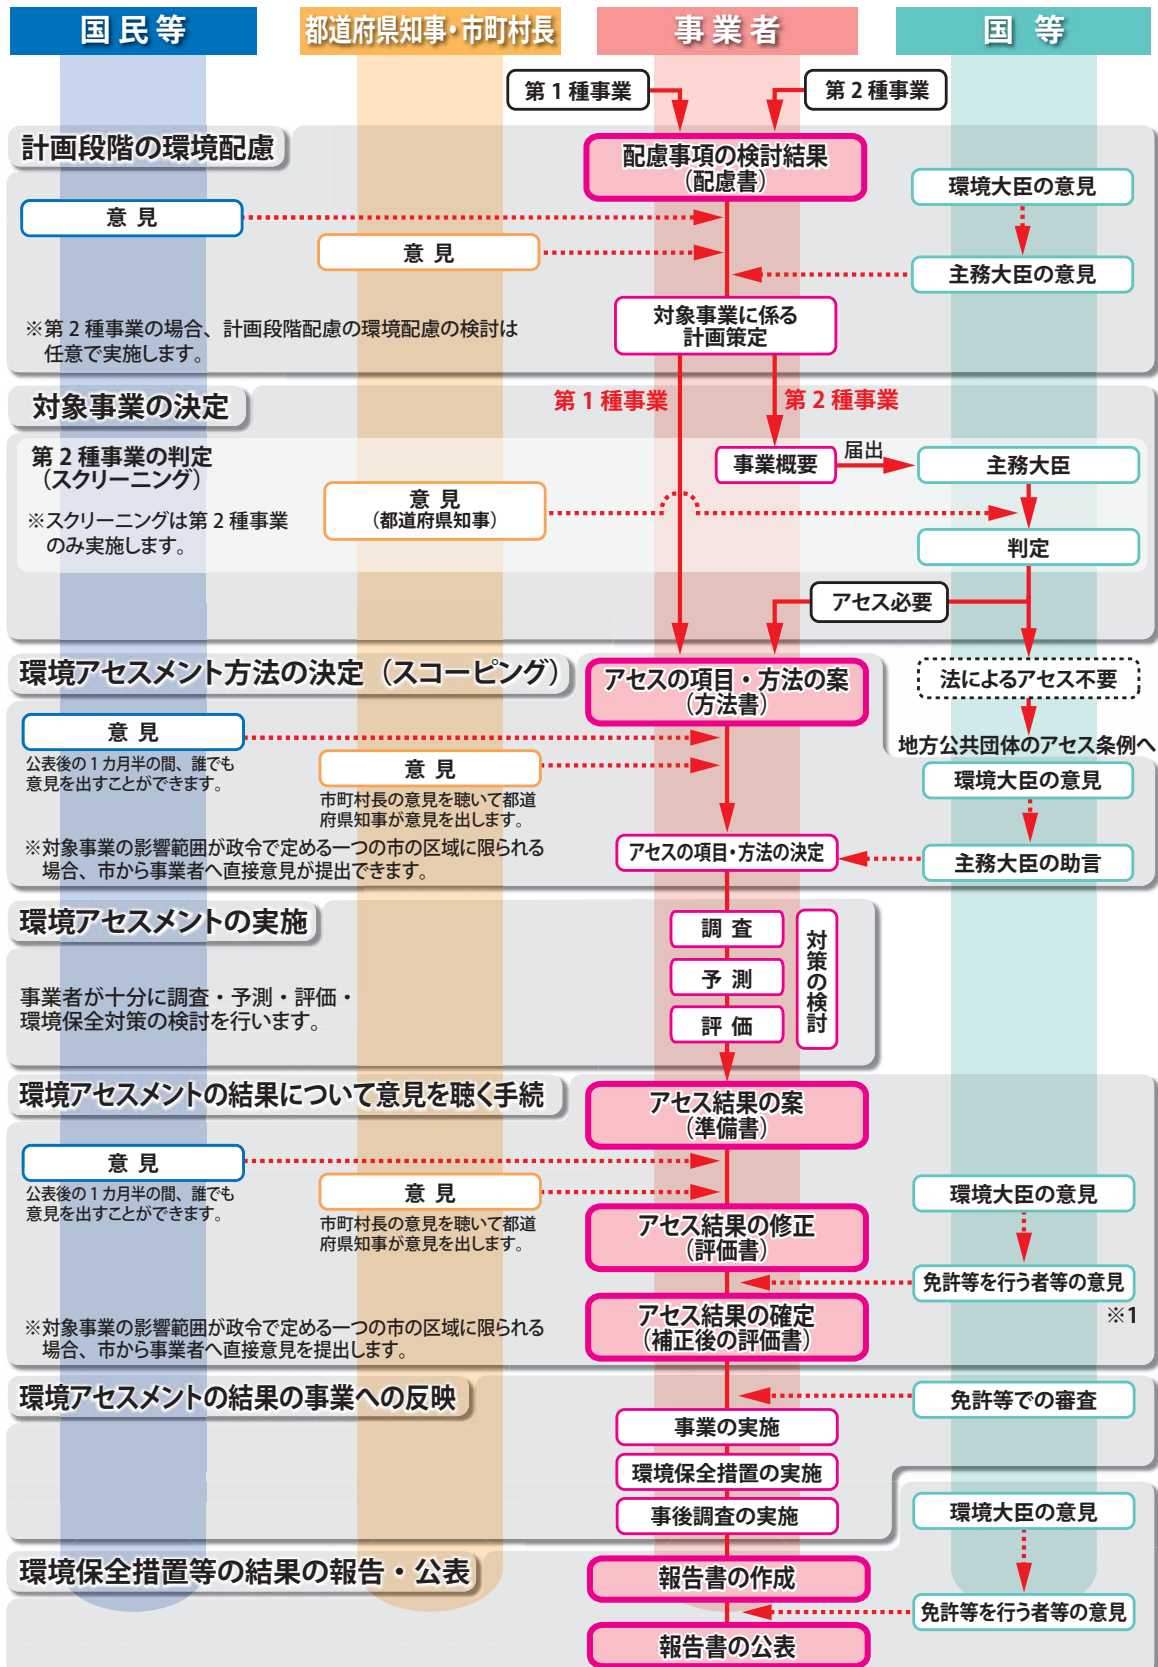 国民等
都道府県知事・市町村長
事業者
国 等
第1種事業
第2種事業
計画段階の環境配慮
配慮事項の検討結果
（配慮書）
環境大臣の意見
意 見
意 見
主務大臣の意見
対象事業に係る
計画策定
※第2種事業の場合、計画段階配慮の環境配慮の検討は
任意で実施します。
対象事業の決定
第1種事業
第2種事業
第2種事業の判定
（スクリーニング）
事業概要
届出
主務大臣
意 見
（都道府県知事）
※スクリーニングは第2種事業
のみ実施します。
判定
アセス必要
環境アセスメント方法の決定（スコーピング）
アセスの項目・方法の案
（方法書）
法によるアセス不要
意 見
地方公共団体のアセス条例へ
公表後の1カ月半の間、誰でも
意見を出すことができます。
意 見
環境大臣の意見
市町村長の意見を聴いて都道
府県知事が意見を出します。
※対象事業の影響範囲が政令で定める一つの市の区域に限られる
場合、市から事業者へ直接意見が提出できます。
アセスの項目・方法の決定
主務大臣の助言
環境アセスメントの実施
調 査
予 測
評 価
対策の検討
事業者が十分に調査・予測・評価・
環境保全対策の検討を行います。
環境アセスメントの結果について意見を聴く手続
アセス結果の案
（準備書）
意 見
公表後の1カ月半の間、誰でも
意見を出すことができます。
意 見
環境大臣の意見
市町村長の意見を聴いて都道
府県知事が意見を出します。
アセス結果の修正
（評価書）
免許等を行う者等の意見
※1
アセス結果の確定
（補正後の評価書）
※対象事業の影響範囲が政令で定める一つの市の区域に限られる
場合、市から事業者へ直接意見を提出します。
環境アセスメントの結果の事業への反映
免許等での審査
事業の実施
環境保全措置の実施
事後調査の実施
環境大臣の意見
環境保全措置等の結果の報告・公表
報告書の作成
免許等を行う者等の意見
報告書の公表